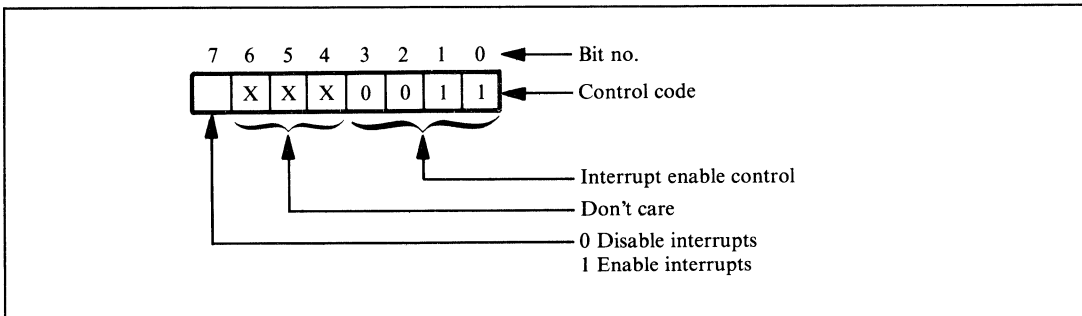 7 6 5 4 3 2 1 0 Bit no.
X X X 0 0 1 1 Control code
Interrupt enable control
Don't care
0 Disable interrupts
1 Enable interrupts